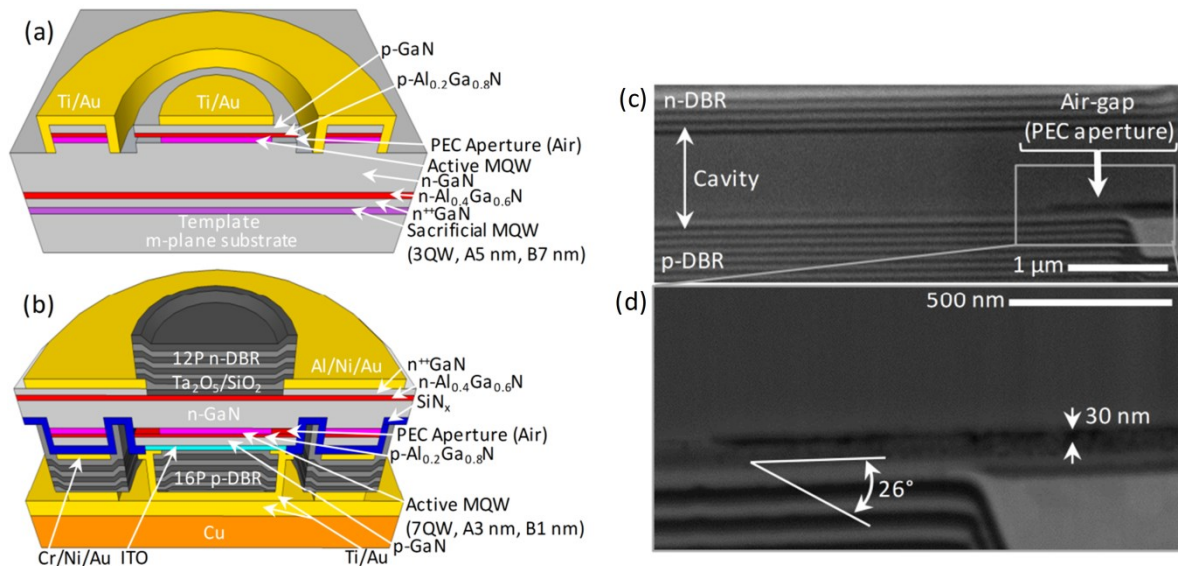 (a)
p-GaN
p-Al₀.₂Ga₀.₈N
Ti/Au
Ti/Au
PEC Aperture (Air)
Active MQW
n-GaN
n-Al₀.₄Ga₀.₆N
n⁺⁺GaN
Template
m-plane substrate
Sacrificial MQW
(3QW, A5 nm, B7 nm)
(b)
12P n-DBR
Ta₂O₅/SiO₂
Al/Ni/Au
n⁺⁺GaN
n-Al₀.₄Ga₀.₆N
SiNₓ
n-GaN
PEC Aperture (Air)
p-Al₀.₂Ga₀.₈N
16P p-DBR
Active MQW
(7QW, A3 nm, B1 nm)
Cu
p-GaN
Cr/Ni/Au
ITO
Ti/Au
(c)
n-DBR
Air-gap
(PEC aperture)
Cavity
p-DBR
1 μm
(d)
500 nm
30 nm
26°